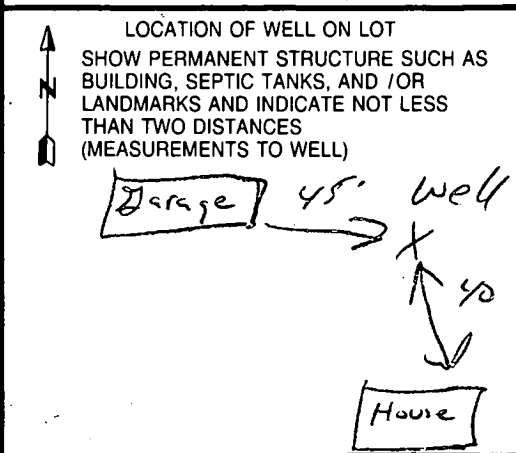 LOCATION OF WELL ON LOT
SHOW PERMANENT STRUCTURE SUCH AS
BUILDING, SEPTIC TANKS, AND /OR
LANDMARKS AND INDICATE NOT LESS
THAN TWO DISTANCES
(MEASUREMENTS TO WELL)
N
Garage 45' Well
X
40
House